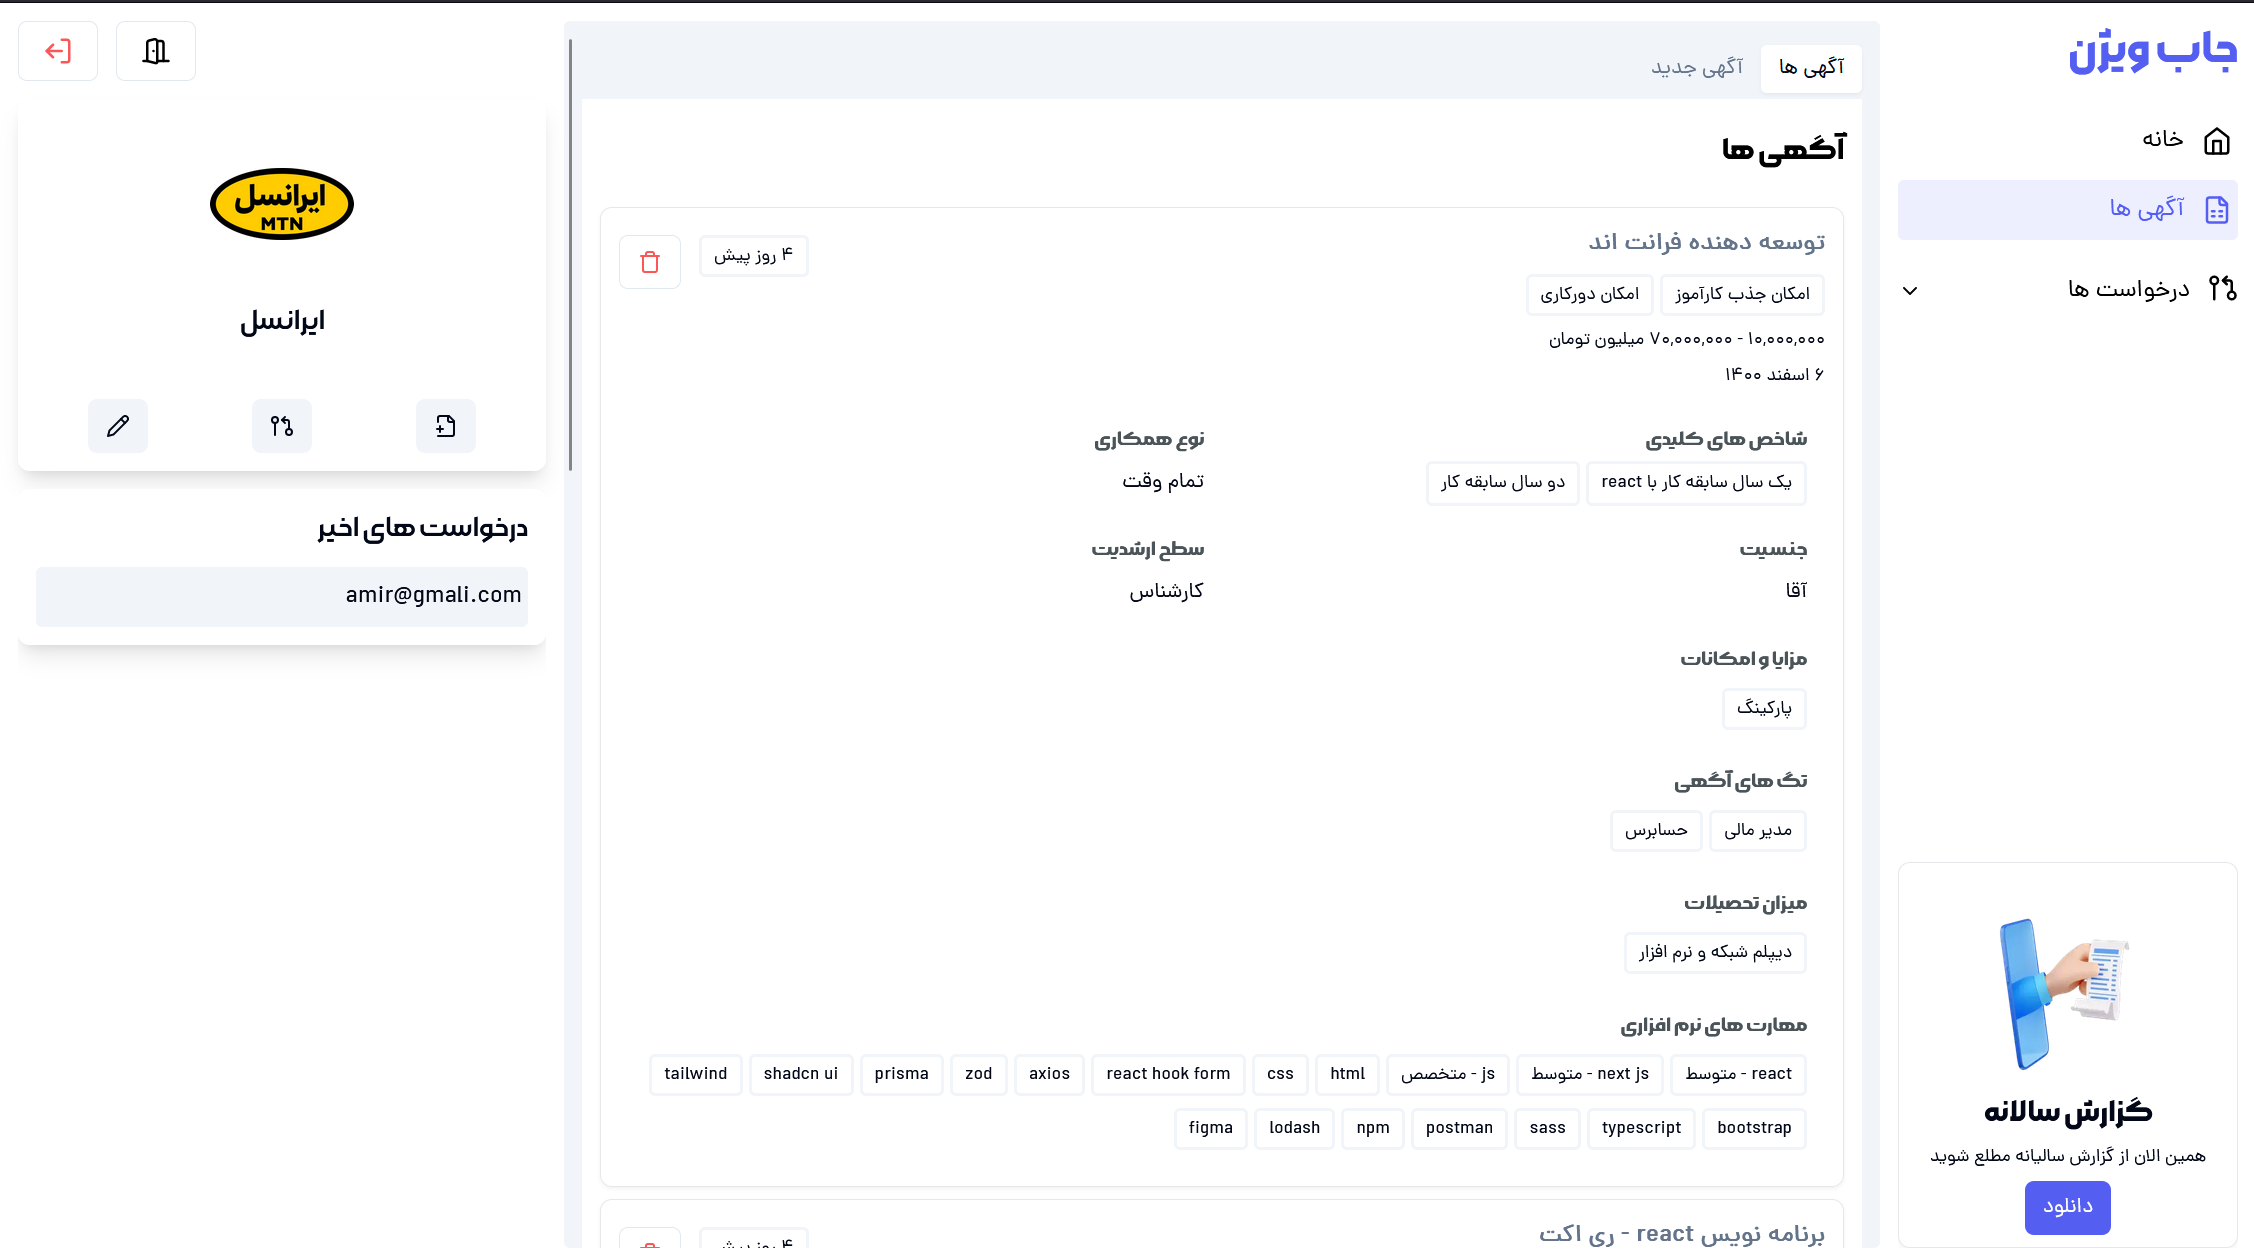 جاب ویژن
خانه
آگهی ها
درخواست ها
گزارش سالانه
همین الان از گزارش سالیانه مطلع شوید
دانلود
آگهی ها
آگهی جدید
آگهی ها
توسعه دهنده فرانت اند
۴ روز پیش
امکان جذب کارآموز
امکان دورکاری
۱۰,۰۰۰,۰۰۰ - ۷۰,۰۰۰,۰۰۰ میلیون تومان
۶ اسفند ۱۴۰۰
شاخص های کلیدی
یک سال سابقه کار با react
دو سال سابقه کار
نوع همکاری
تمام وقت
جنسیت
آقا
سطح ارشدیت
کارشناس
مزایا و امکانات
پارکینگ
تگ های آگهی
مدیر مالی
حسابرس
میزان تحصیلات
دیپلم شبکه و نرم افزار
مهارت های نرم افزاری
react - متوسط
next js - متوسط
js - متخصص
html
css
react hook form
axios
zod
prisma
shadcn ui
tailwind
bootstrap
typescript
sass
postman
npm
lodash
figma
برنامه نویس react - ری اکت
۴ روز پیش
ایرانسل
MTN
ایرانسل
درخواست های اخیر
amir@gmali.com